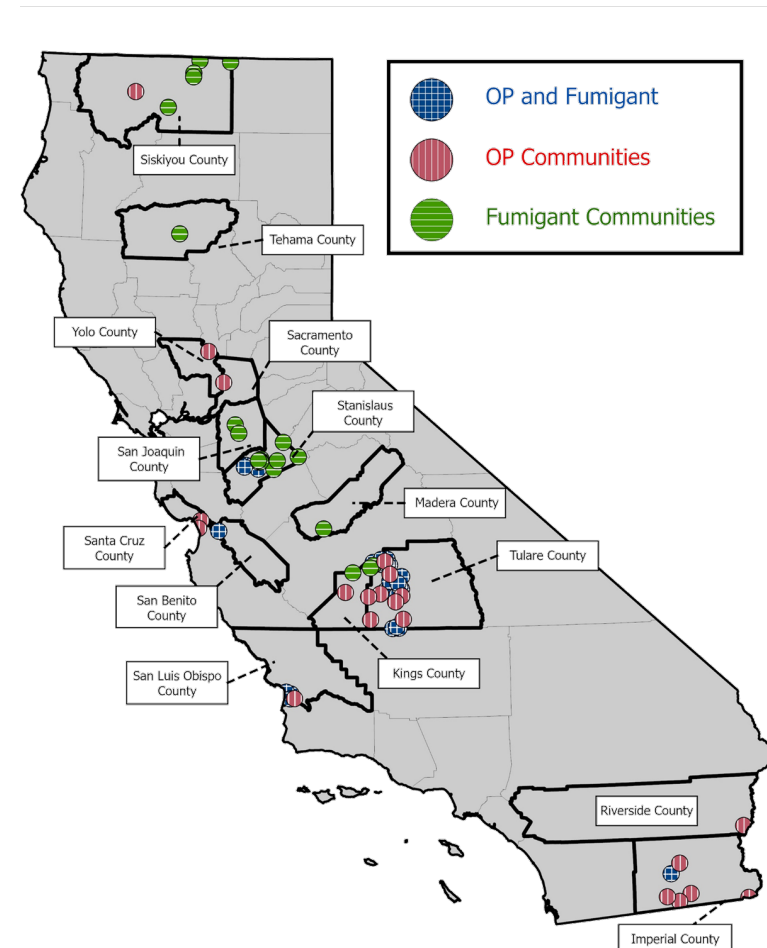 OP and Fumigant
OP Communities
Fumigant Communities
Siskiyou County
Tehama County
Yolo County
Sacramento
County
Stanislaus
County
San Joaquin
County
Madera County
Santa Cruz
County
Tulare County
San Benito
County
Kings County
San Luis Obispo
County
Riverside County
Imperial County